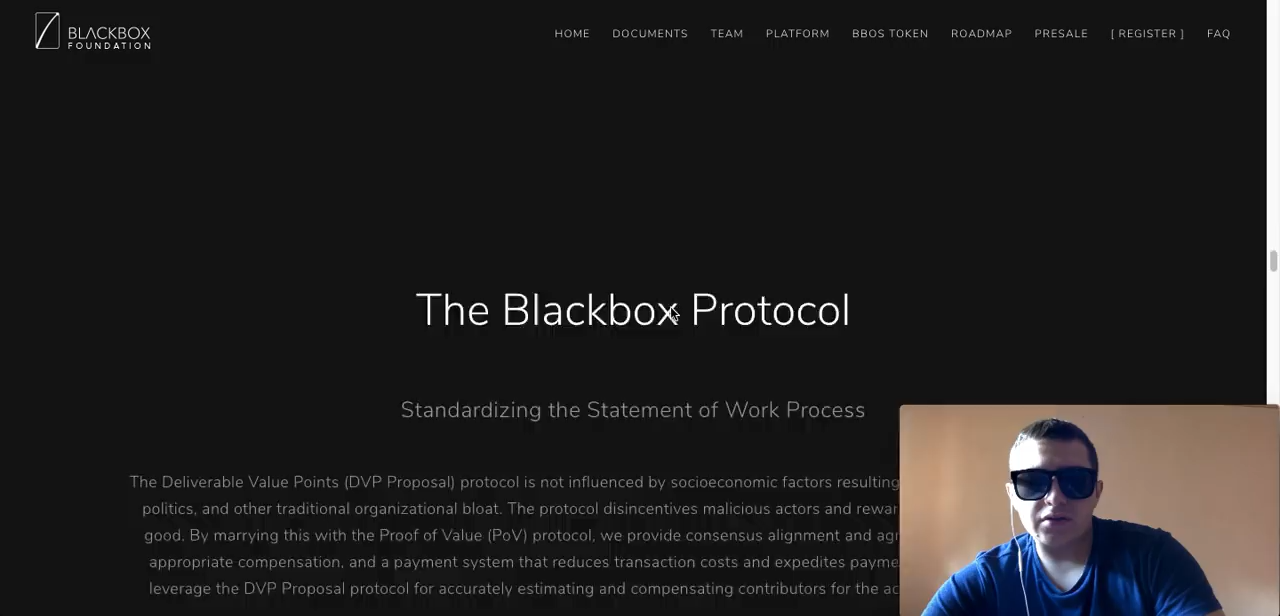 BLACKBOX
FOUNDATION
HOME DOCUMENTS TEAM PLATFORM BBOS TOKEN ROADMAP PRESALE [ REGISTER ] FAQ
The Blackbox Protocol
Standardizing the Statement of Work Process
The Deliverable Value Points (DVP Proposal) protocol is not influenced by socioeconomic factors resulting
politics, and other traditional organizational bloat. The protocol disincentives malicious actors and rewar
good. By marrying this with the Proof of Value (PoV) protocol, we provide consensus alignment and agr
appropriate compensation, and a payment system that reduces transaction costs and expedites payme
leverage the DVP Proposal protocol for accurately estimating and compensating contributors for the ac